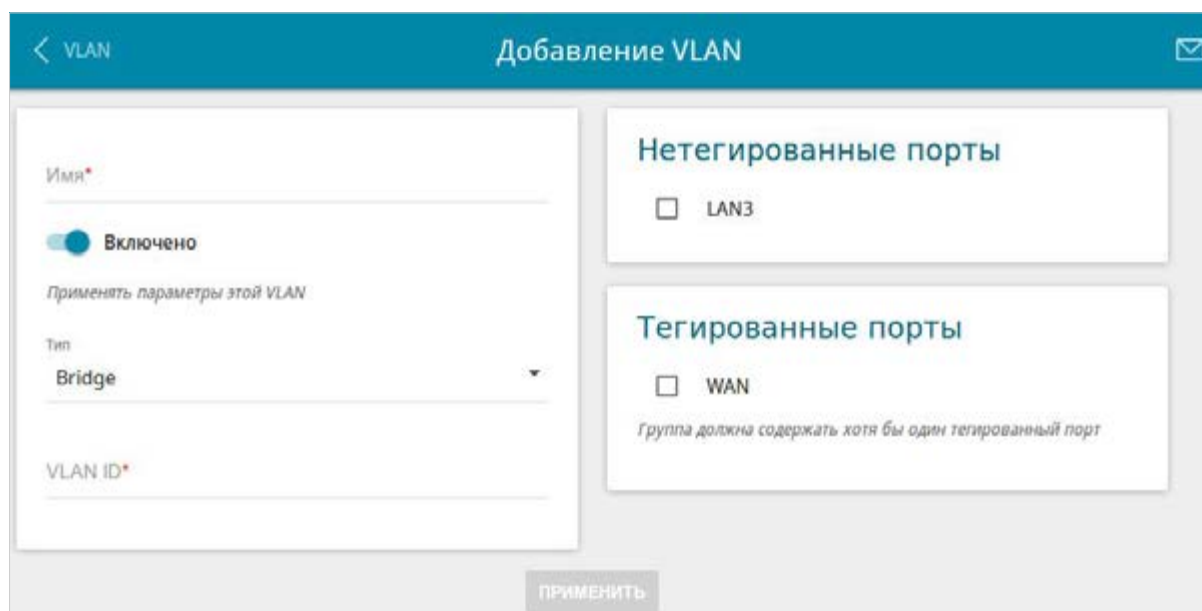 VLAN
Добавление VLAN
Имя*
Включено
Применять параметры этой VLAN
Тип
Bridge
VLAN ID*
Нетегированные порты
LAN3
Тегированные порты
WAN
Группа должна содержать хотя бы один тегированный порт
ПРИМЕНИТЬ